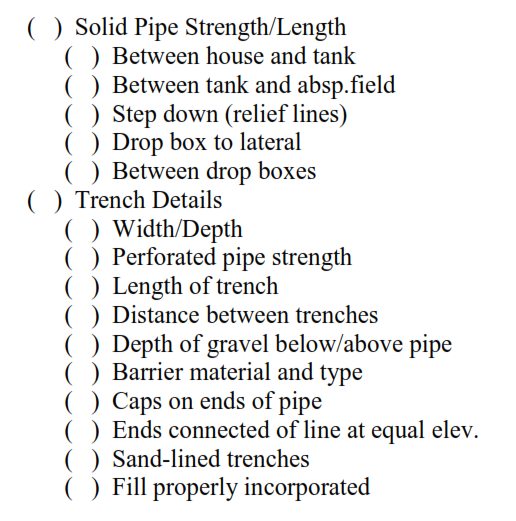 ( ) Solid Pipe Strength/Length
( ) Between house and tank
( ) Between tank and absp.field
( ) Step down (relief lines)
( ) Drop box to lateral
( ) Between drop boxes
( ) Trench Details
( ) Width/Depth
( ) Perforated pipe strength
( ) Length of trench
( ) Distance between trenches
( ) Depth of gravel below/above pipe
( ) Barrier material and type
( ) Caps on ends of pipe
( ) Ends connected of line at equal elev.
( ) Sand-lined trenches
( ) Fill properly incorporated